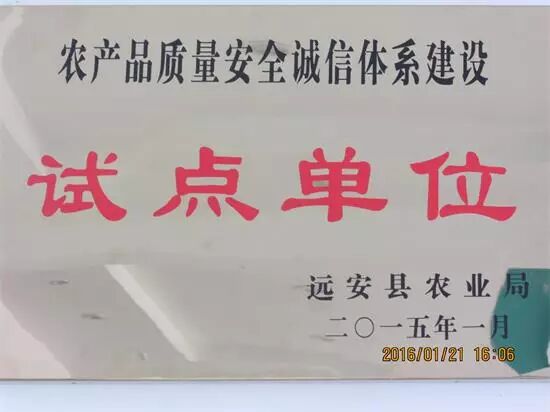 农产品质量安全诚信体系建设
试点单位
远安县农业局
二〇一五年一月
2016/01/21 16:06